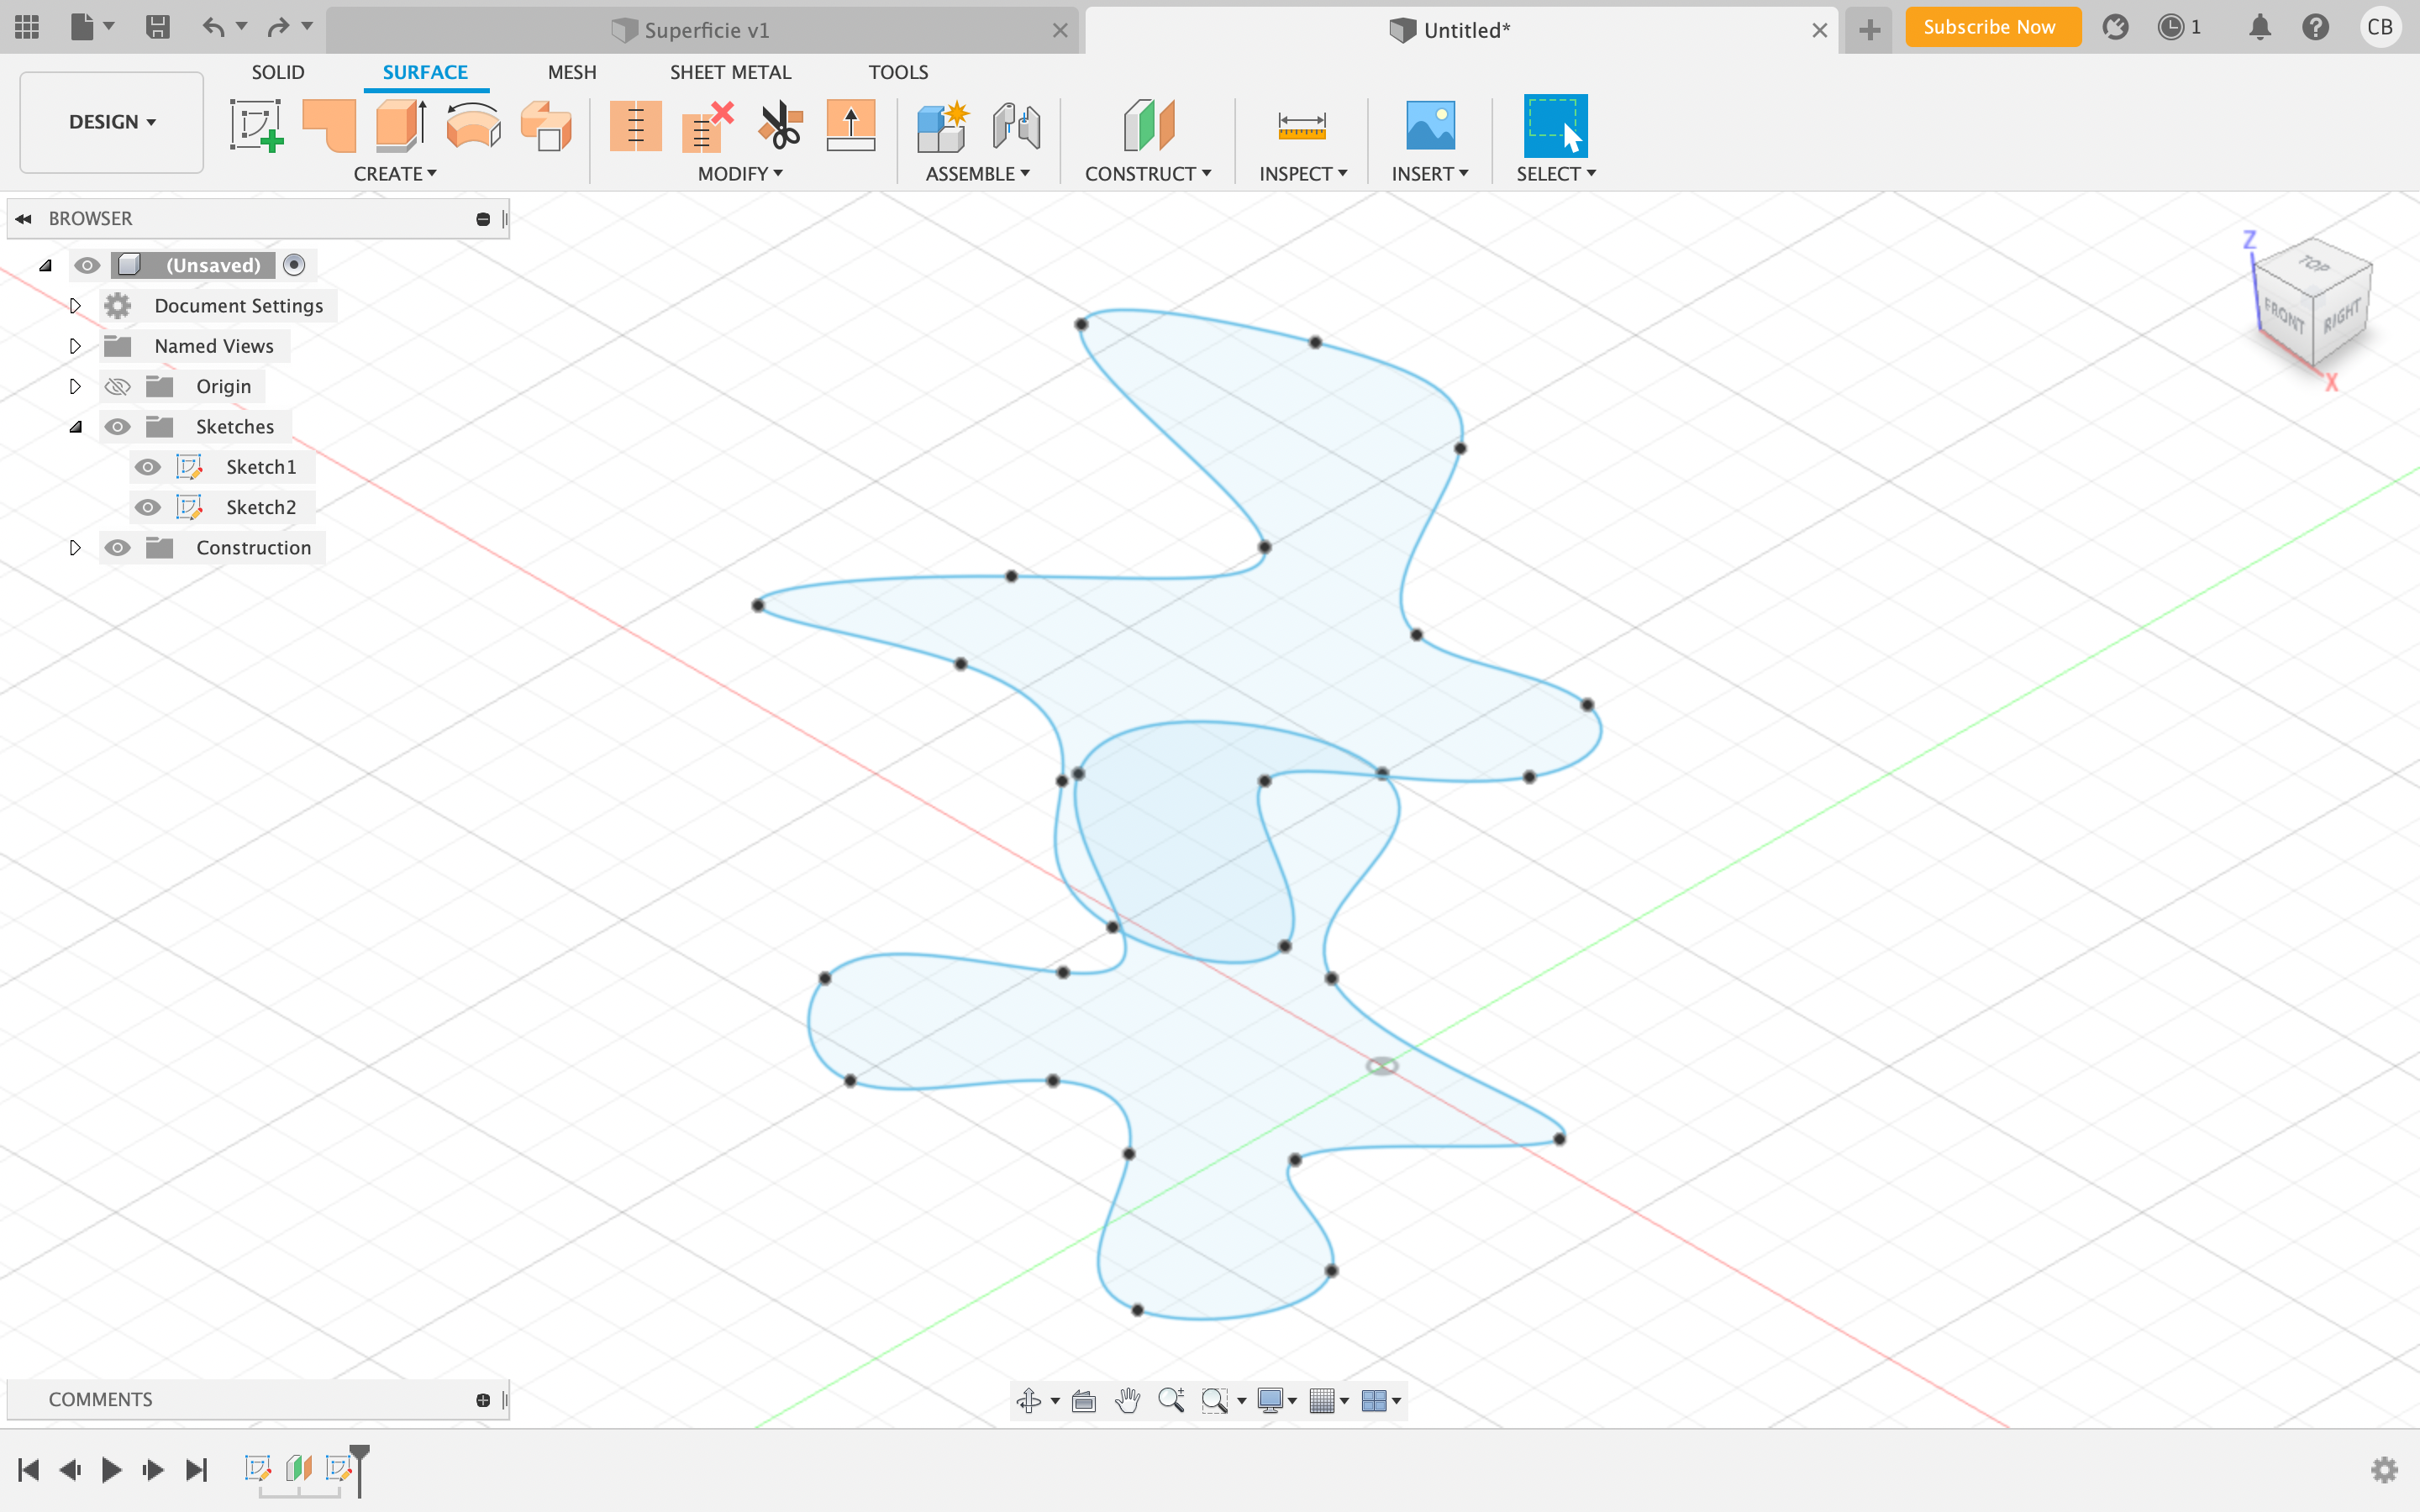 Superficie v1
Untitled*
Subscribe Now
1
CB
DESIGN
SOLID
SURFACE
MESH
SHEET METAL
TOOLS
CREATE
MODIFY
ASSEMBLE
CONSTRUCT
INSPECT
INSERT
SELECT
BROWSER
(Unsaved)
Document Settings
Named Views
Origin
Sketches
Sketch1
Sketch2
Construction
Z
TOP
FRONT
RIGHT
X
COMMENTS